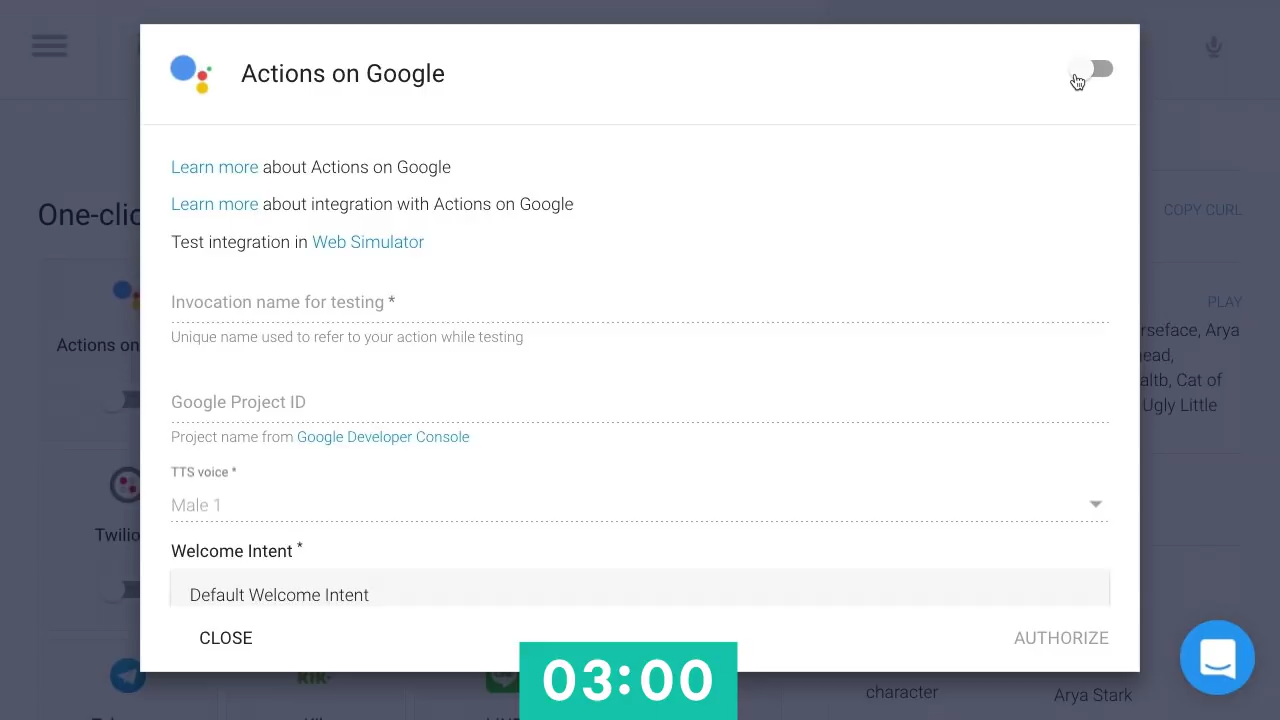 Actions on Google
Learn more about Actions on Google
Learn more about integration with Actions on Google
Test integration in Web Simulator
Invocation name for testing *
Unique name used to refer to your action while testing
Google Project ID
Project name from Google Developer Console
TTS voice *
Male 1
Welcome Intent *
Default Welcome Intent
CLOSE
AUTHORIZE
03:00
One-clic
Actions on
Twilio
kik
Kik
LINE
COPY CURL
PLAY
rseface, Arya
ead,
altb, Cat of
Ugly Little
character
Arya Stark